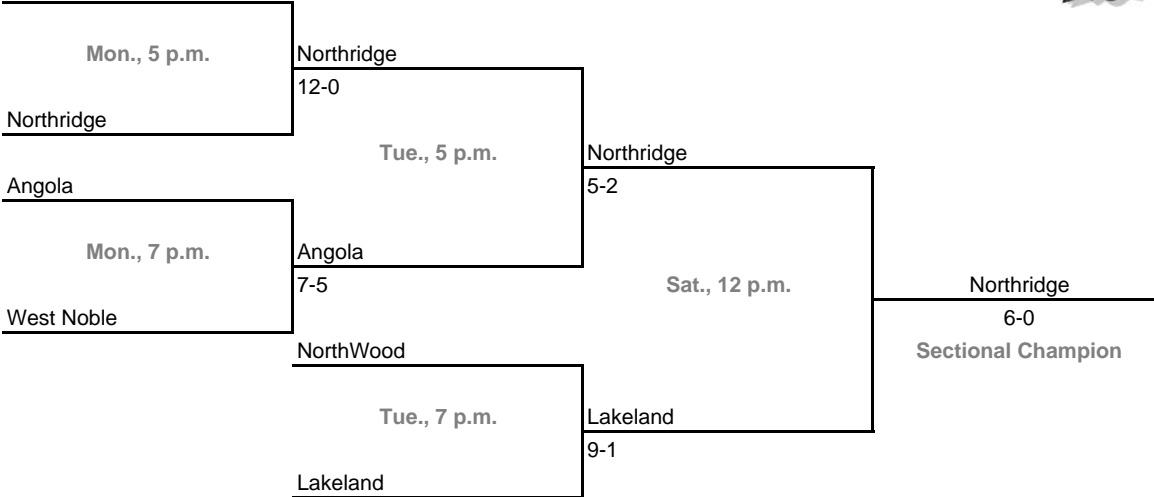 Mon., 5 p.m.
Northridge
12-0
Northridge
Tue., 5 p.m.
Northridge
5-2
Angola
Mon., 7 p.m.
Angola
7-5
West Noble
Sat., 12 p.m.
Northridge
6-0
Sectional Champion
NorthWood
Tue., 7 p.m.
Lakeland
9-1
Lakeland